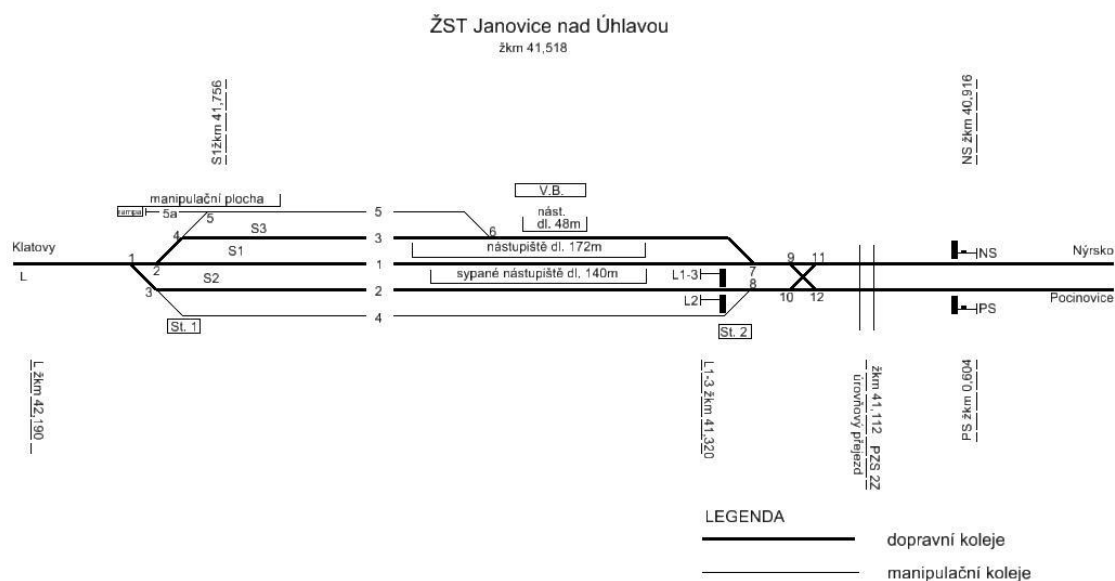 ŽST Janovice nad Úhlavou
žkm 41,518
S1žkm 41,756
NS žkm 40,916
V.B.
manipulační plocha
rampa
5a
5
5
nást.
dl. 48m
4
S3
3
6
Klatovy
S1
nástupiště dl. 172m
Nýrsko
NS
1
2
1
7
9
11
L
S2
sypané nástupiště dl. 140m
L1-3
8
3
2
10
12
Pocinovice
L2
PS
St. 1
4
St. 2
L žkm 42,190
L1-3 žkm 41,320
žkm 41,112 PZS 2Z
úrovňový přejezd
PS žkm 0,604
LEGENDA
dopravní koleje
manipulační koleje